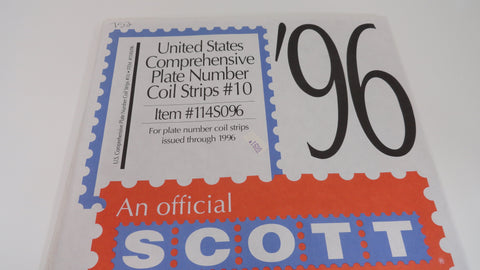 United States
Comprehensive
Plate Number
Coil Strips #10
Item #114S096
For plate number coil strips
issued through 1996
'96
An official
SCOTT